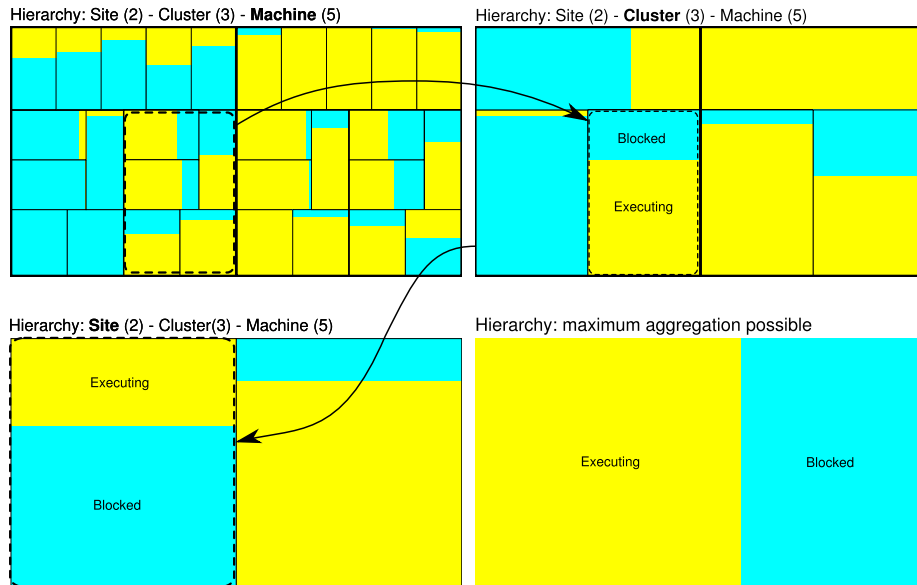 Hierarchy: Site (2) - Cluster (3) - Machine (5)
Hierarchy: Site (2) - Cluster (3) - Machine (5)
Blocked
Executing
Hierarchy: Site (2) - Cluster(3) - Machine (5)
Hierarchy: maximum aggregation possible
Executing
Blocked
Executing
Blocked